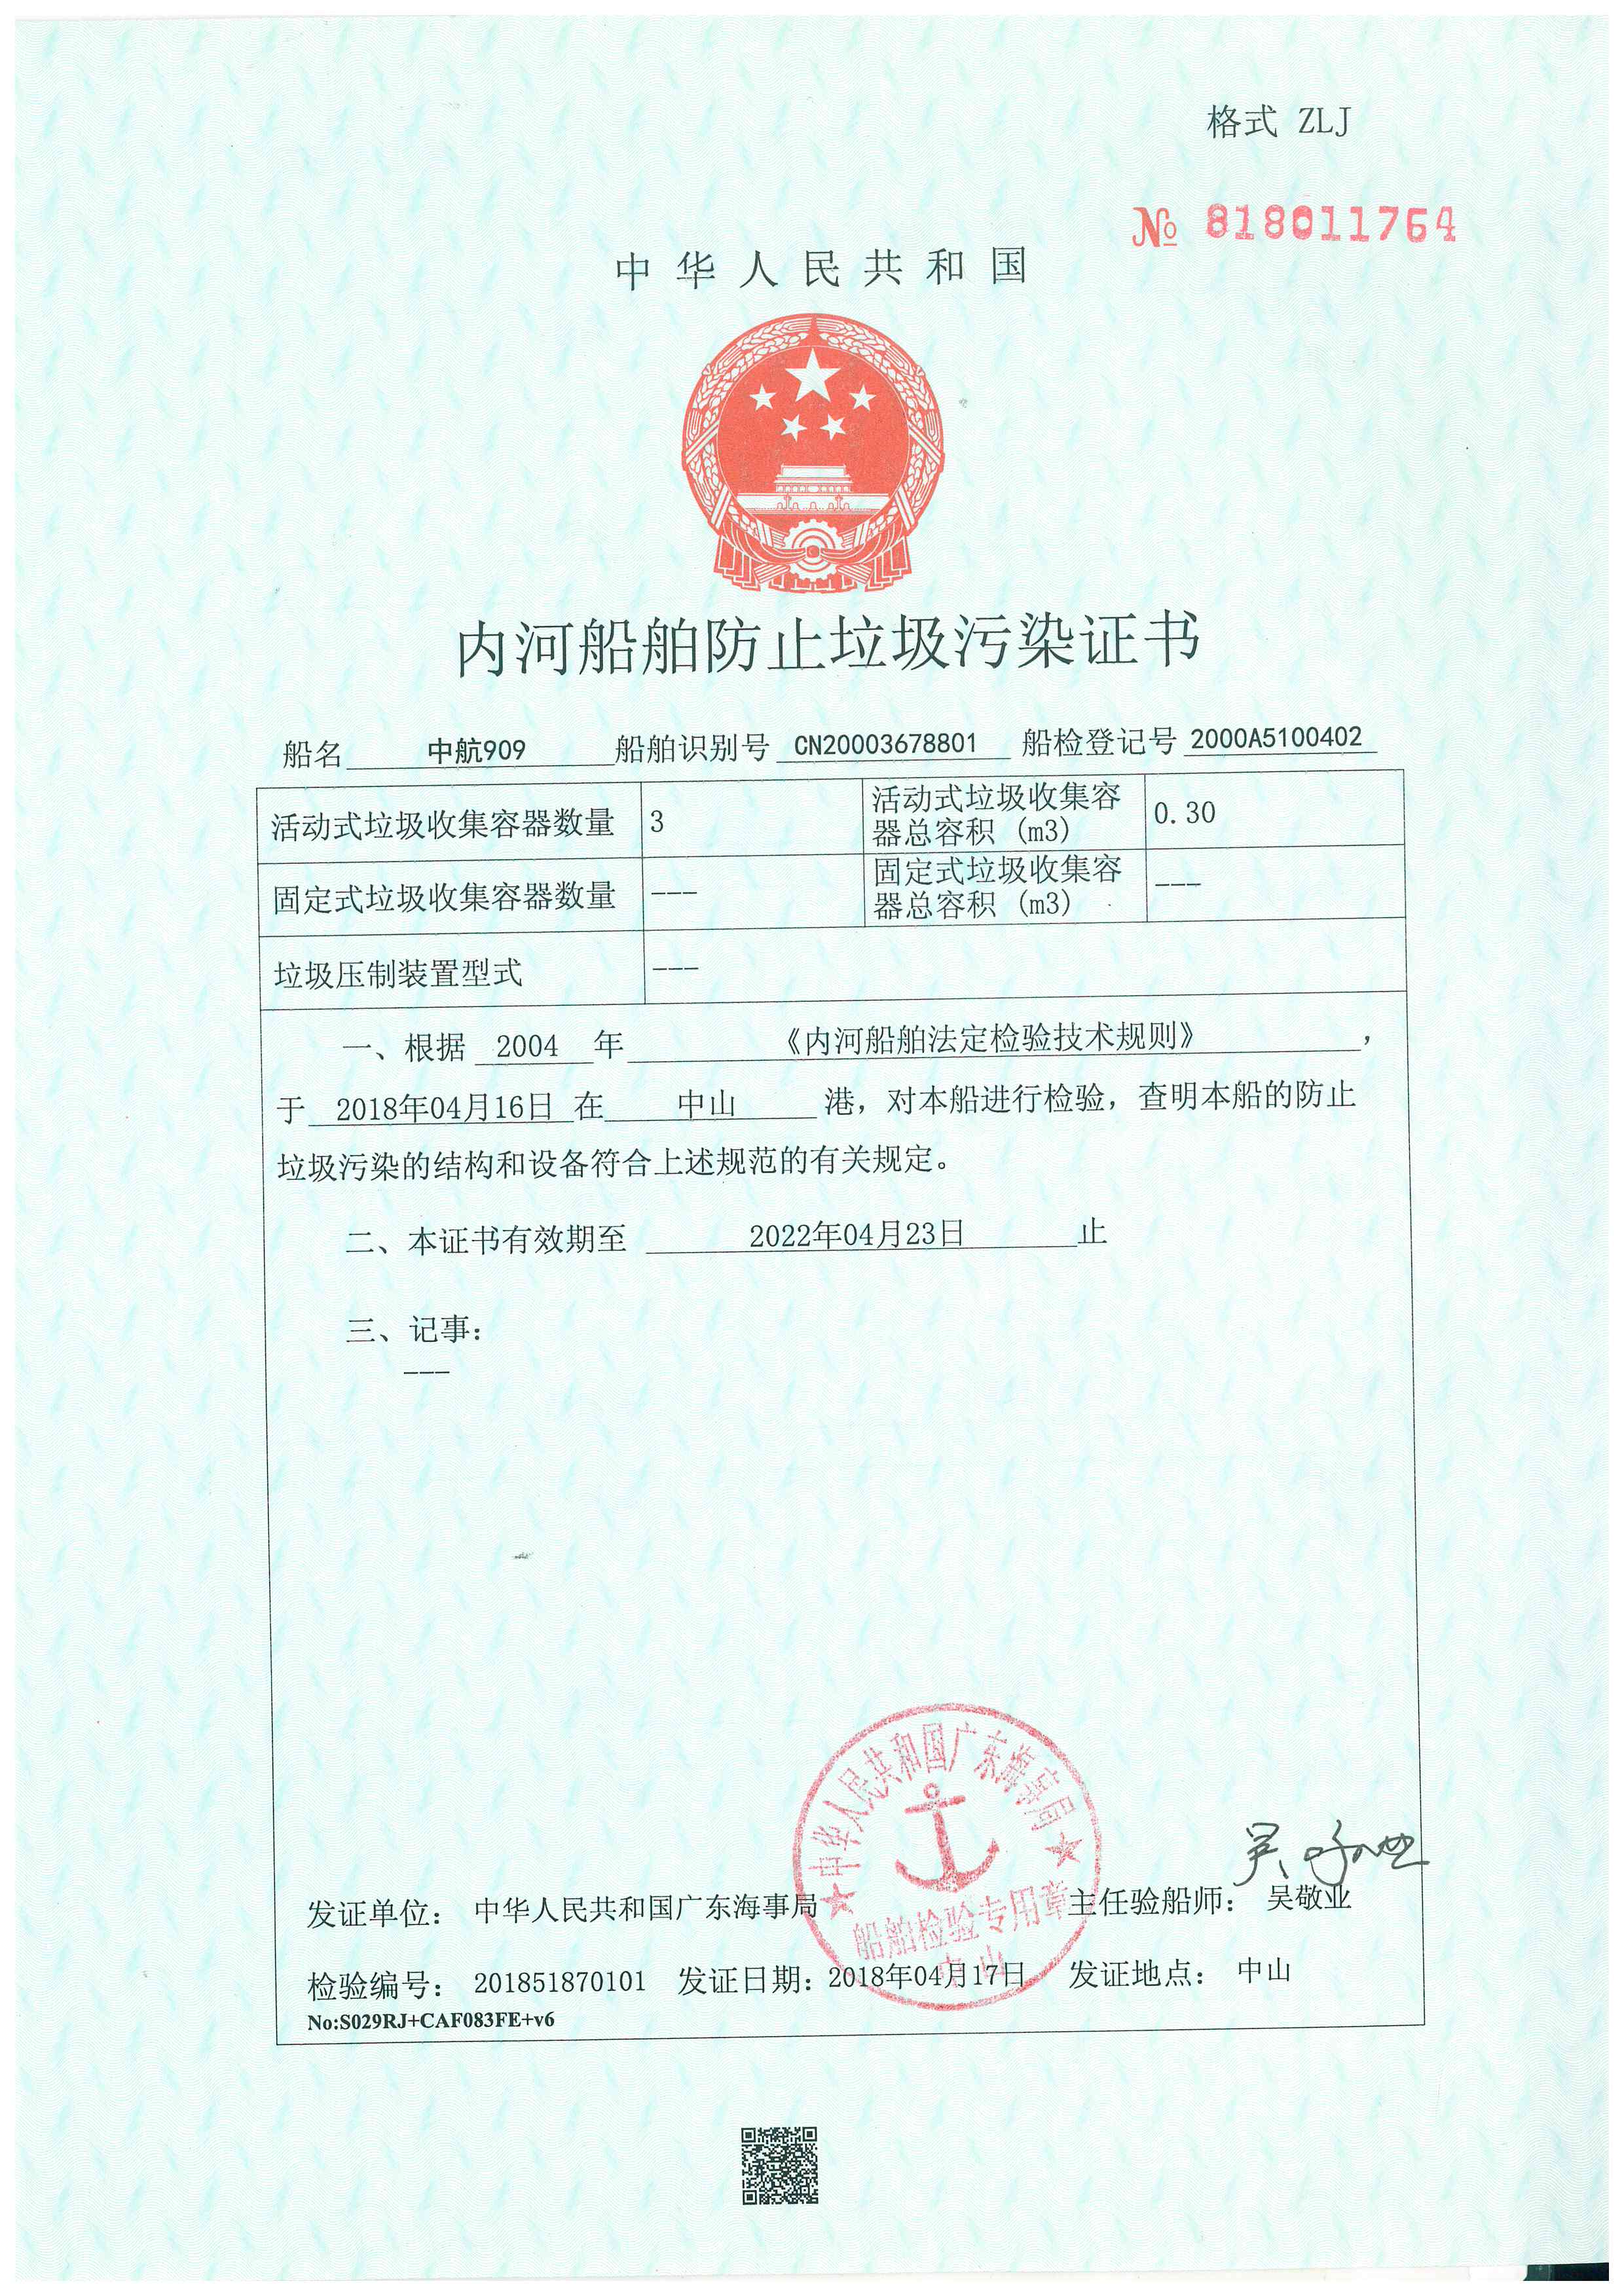 格式 ZLJ
№ 818011764
中华人民共和国
内河船舶防止垃圾污染证书
船名 中航909 船舶识别号 CN20003678801 船检登记号 2000A5100402
活动式垃圾收集容器数量 3 活动式垃圾收集容
器总容积 (m3) 0.30
固定式垃圾收集容器数量 --- 固定式垃圾收集容
器总容积 (m3) ---
垃圾压制装置型式 ---
一、根据 2004 年 《内河船舶法定检验技术规则》 ，
于 2018年04月16日 在 中山 港，对本船进行检验，查明本船的防止
垃圾污染的结构和设备符合上述规范的有关规定。
二、本证书有效期至 2022年04月23日 止
三、记事：
---
中华人民共和国广东海事局
船舶检验专用章
中山
发证单位： 中华人民共和国广东海事局 主任验船师： 吴敬业
检验编号： 201851870101 发证日期：2018年04月17日 发证地点： 中山
No:S029RJ+CAF083FE+v6